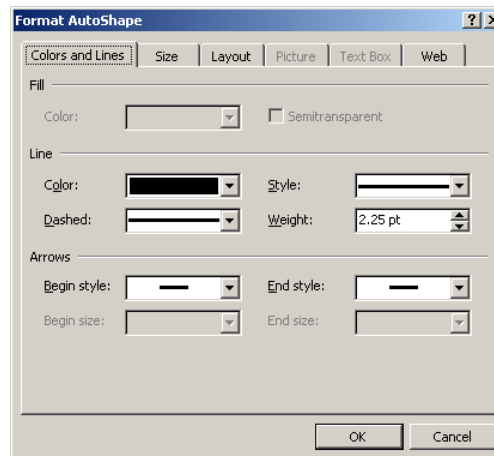 Format AutoShape
Colors and Lines Size Layout Picture Text Box Web
Fill
Color: Semitransparent
Line
Color: Style:
Dashed: Weight: 2.25 pt
Arrows
Begin style: End style:
Begin size: End size:
OK Cancel